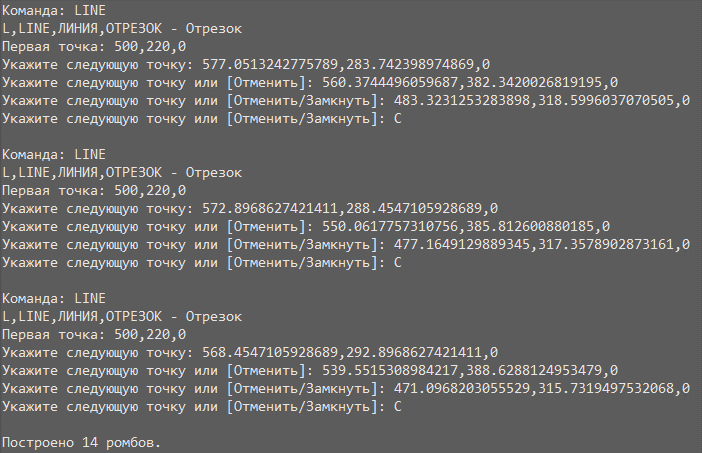 Команда: LINE
L,LINE,ЛИНИЯ,ОТРЕЗОК - Отрезок
Первая точка: 500,220,0
Укажите следующую точку: 577.0513242775789,283.742398974869,0
Укажите следующую точку или [Отменить]: 560.3744496059687,382.3420026819195,0
Укажите следующую точку или [Отменить/Замкнуть]: 483.3231253283898,318.5996037070505,0
Укажите следующую точку или [Отменить/Замкнуть]: C
Команда: LINE
L,LINE,ЛИНИЯ,ОТРЕЗОК - Отрезок
Первая точка: 500,220,0
Укажите следующую точку: 572.8968627421411,288.4547105928689,0
Укажите следующую точку или [Отменить]: 550.0617757310756,385.812600880185,0
Укажите следующую точку или [Отменить/Замкнуть]: 477.1649129889345,317.3578902873161,0
Укажите следующую точку или [Отменить/Замкнуть]: C
Команда: LINE
L,LINE,ЛИНИЯ,ОТРЕЗОК - Отрезок
Первая точка: 500,220,0
Укажите следующую точку: 568.4547105928689,292.8968627421411,0
Укажите следующую точку или [Отменить]: 539.5515308984217,388.6288124953479,0
Укажите следующую точку или [Отменить/Замкнуть]: 471.0968203055529,315.7319497532068,0
Укажите следующую точку или [Отменить/Замкнуть]: C
Построено 14 ромбов.